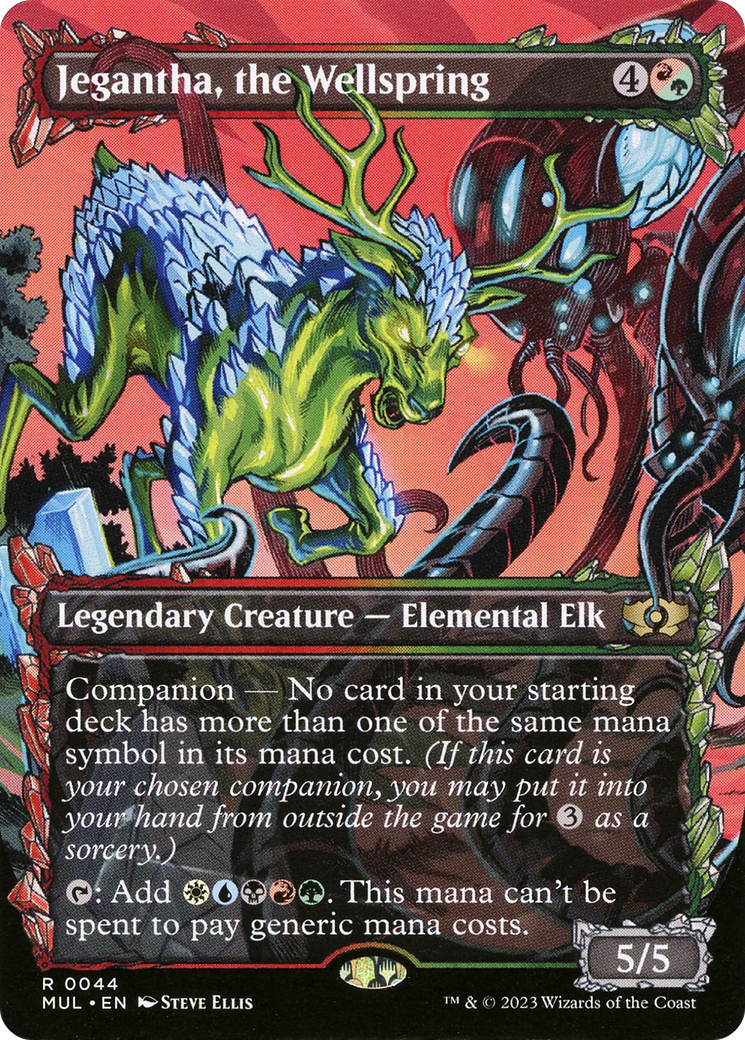 Jegantha, the Wellspring 4
Legendary Creature — Elemental Elk
Companion — No card in your starting
deck has more than one of the same mana
symbol in its mana cost. (If this card is
your chosen companion, you may put it into
your hand from outside the game for 3 as a
sorcery.)
: Add . This mana can't be
spent to pay generic mana costs.
5/5
R 0044
MUL • EN STEVE ELLIS
™ & © 2023 Wizards of the Coast